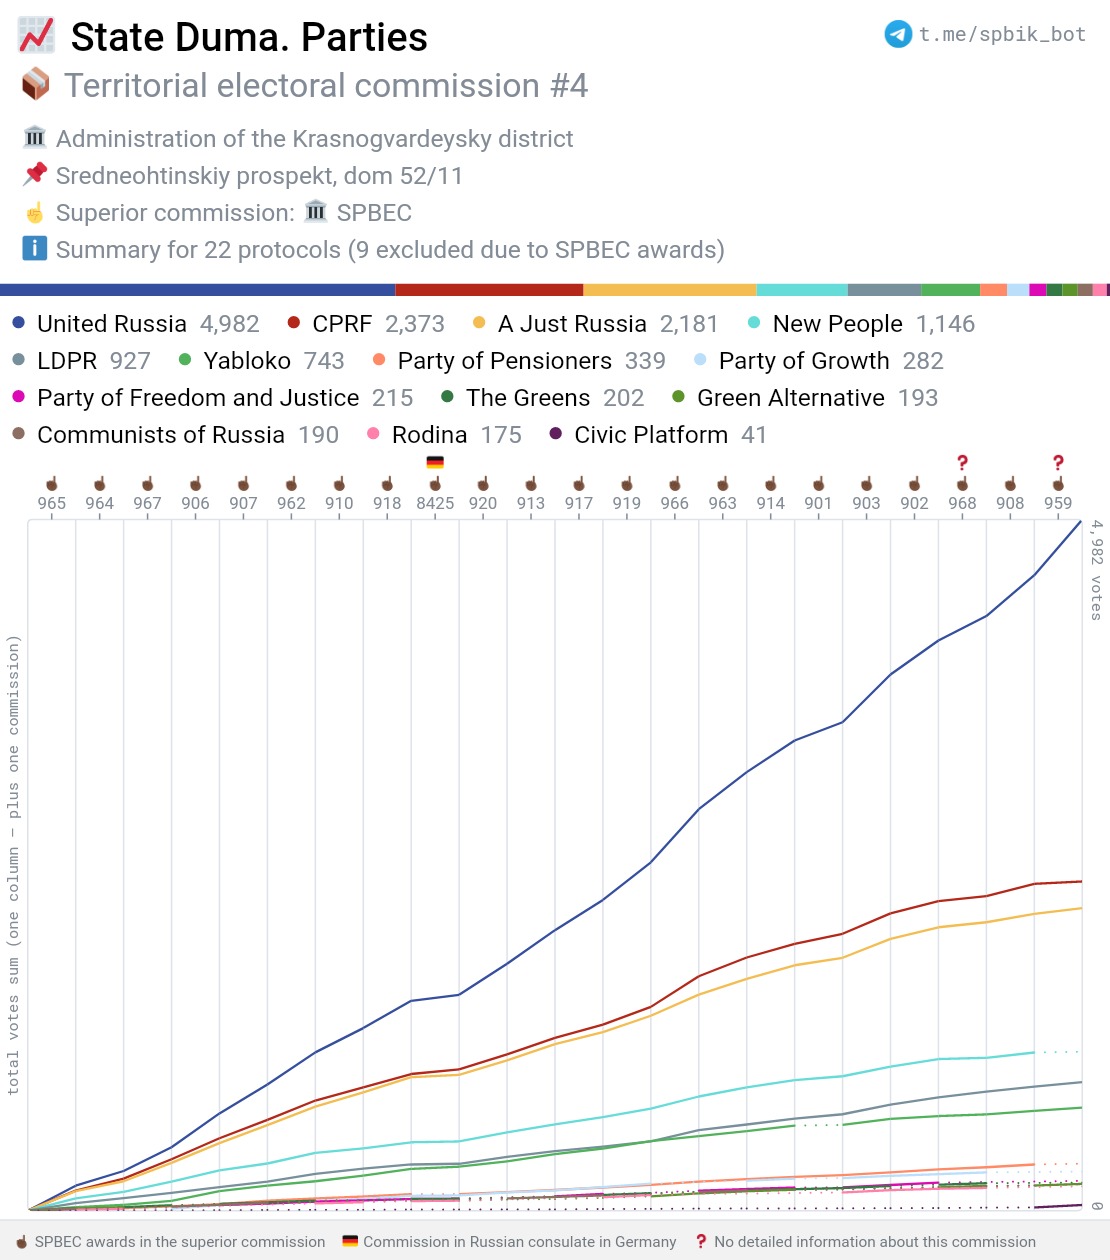 State Duma. Parties
t.me/spbik_bot
Territorial electoral commission #4
Administration of the Krasnogvardeysky district
Sredneohtinskiy prospekt, dom 52/11
Superior commission: SPBEC
Summary for 22 protocols (9 excluded due to SPBEC awards)
United Russia 4,982 CPRF 2,373 A Just Russia 2,181 New People 1,146
LDPR 927 Yabloko 743 Party of Pensioners 339 Party of Growth 282
Party of Freedom and Justice 215 The Greens 202 Green Alternative 193
Communists of Russia 190 Rodina 175 Civic Platform 41
965 964 967 906 907 962 910 918 8425 920 913 917 919 966 963 914 901 903 902 968 908 959
4,982 votes
total votes sum (one column – plus one commission)
0
SPBEC awards in the superior commission Commission in Russian consulate in Germany No detailed information about this commission